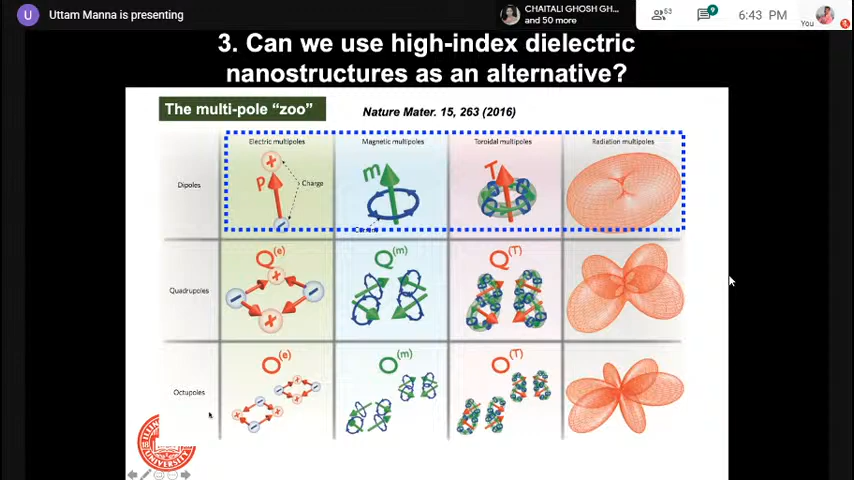 U
Uttam Manna is presenting
CHAITALI GHOSH GH...
and 50 more
63
9
6:43 PM
You
3. Can we use high-index dielectric
nanostructures as an alternative?
The multi-pole “zoo”
Nature Mater. 15, 263 (2016)
Electric multipoles
Magnetic multipoles
Toroidal multipoles
Radiation multipoles
Dipoles
P
Charge
m
T
Quadrupoles
Q(e)
Q(m)
Q(T)
Octupoles
O(e)
O(m)
O(T)
UNIVERSITY